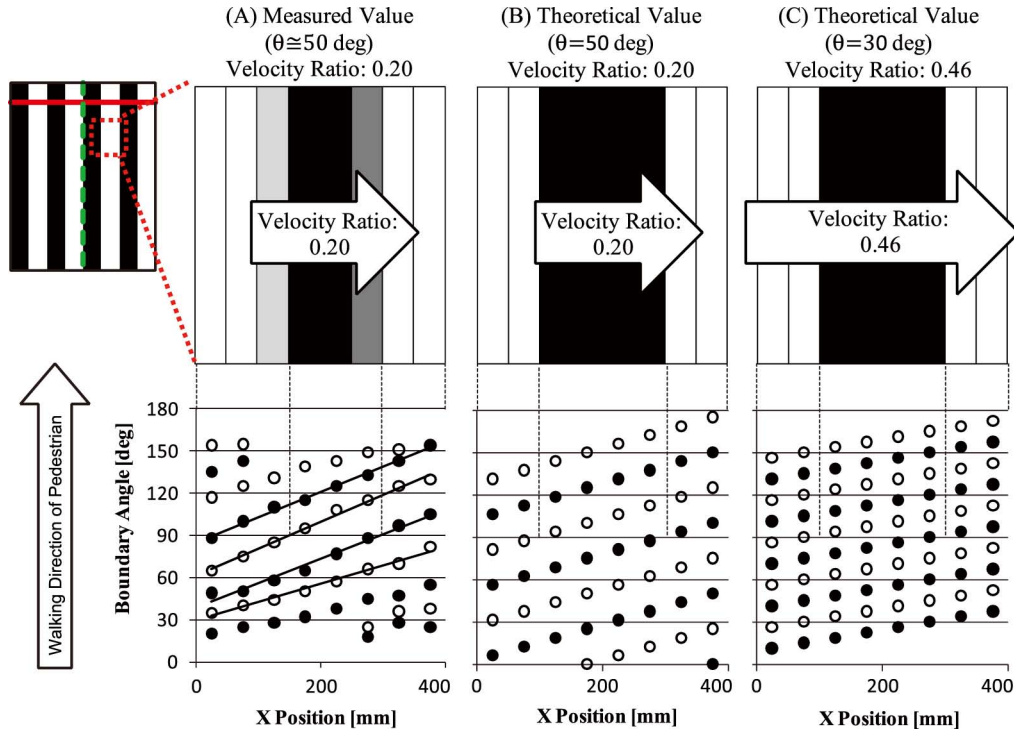 (A) Measured Value
(θ≅50 deg)
Velocity Ratio: 0.20
(B) Theoretical Value
(θ=50 deg)
Velocity Ratio: 0.20
(C) Theoretical Value
(θ=30 deg)
Velocity Ratio: 0.46
Velocity Ratio:
0.20
Velocity Ratio:
0.20
Velocity Ratio:
0.46
Walking Direction of Pedestrian
Boundary Angle [deg]
180
150
120
90
60
30
0
0
200
400
X Position [mm]
0
200
400
X Position [mm]
0
200
400
X Position [mm]